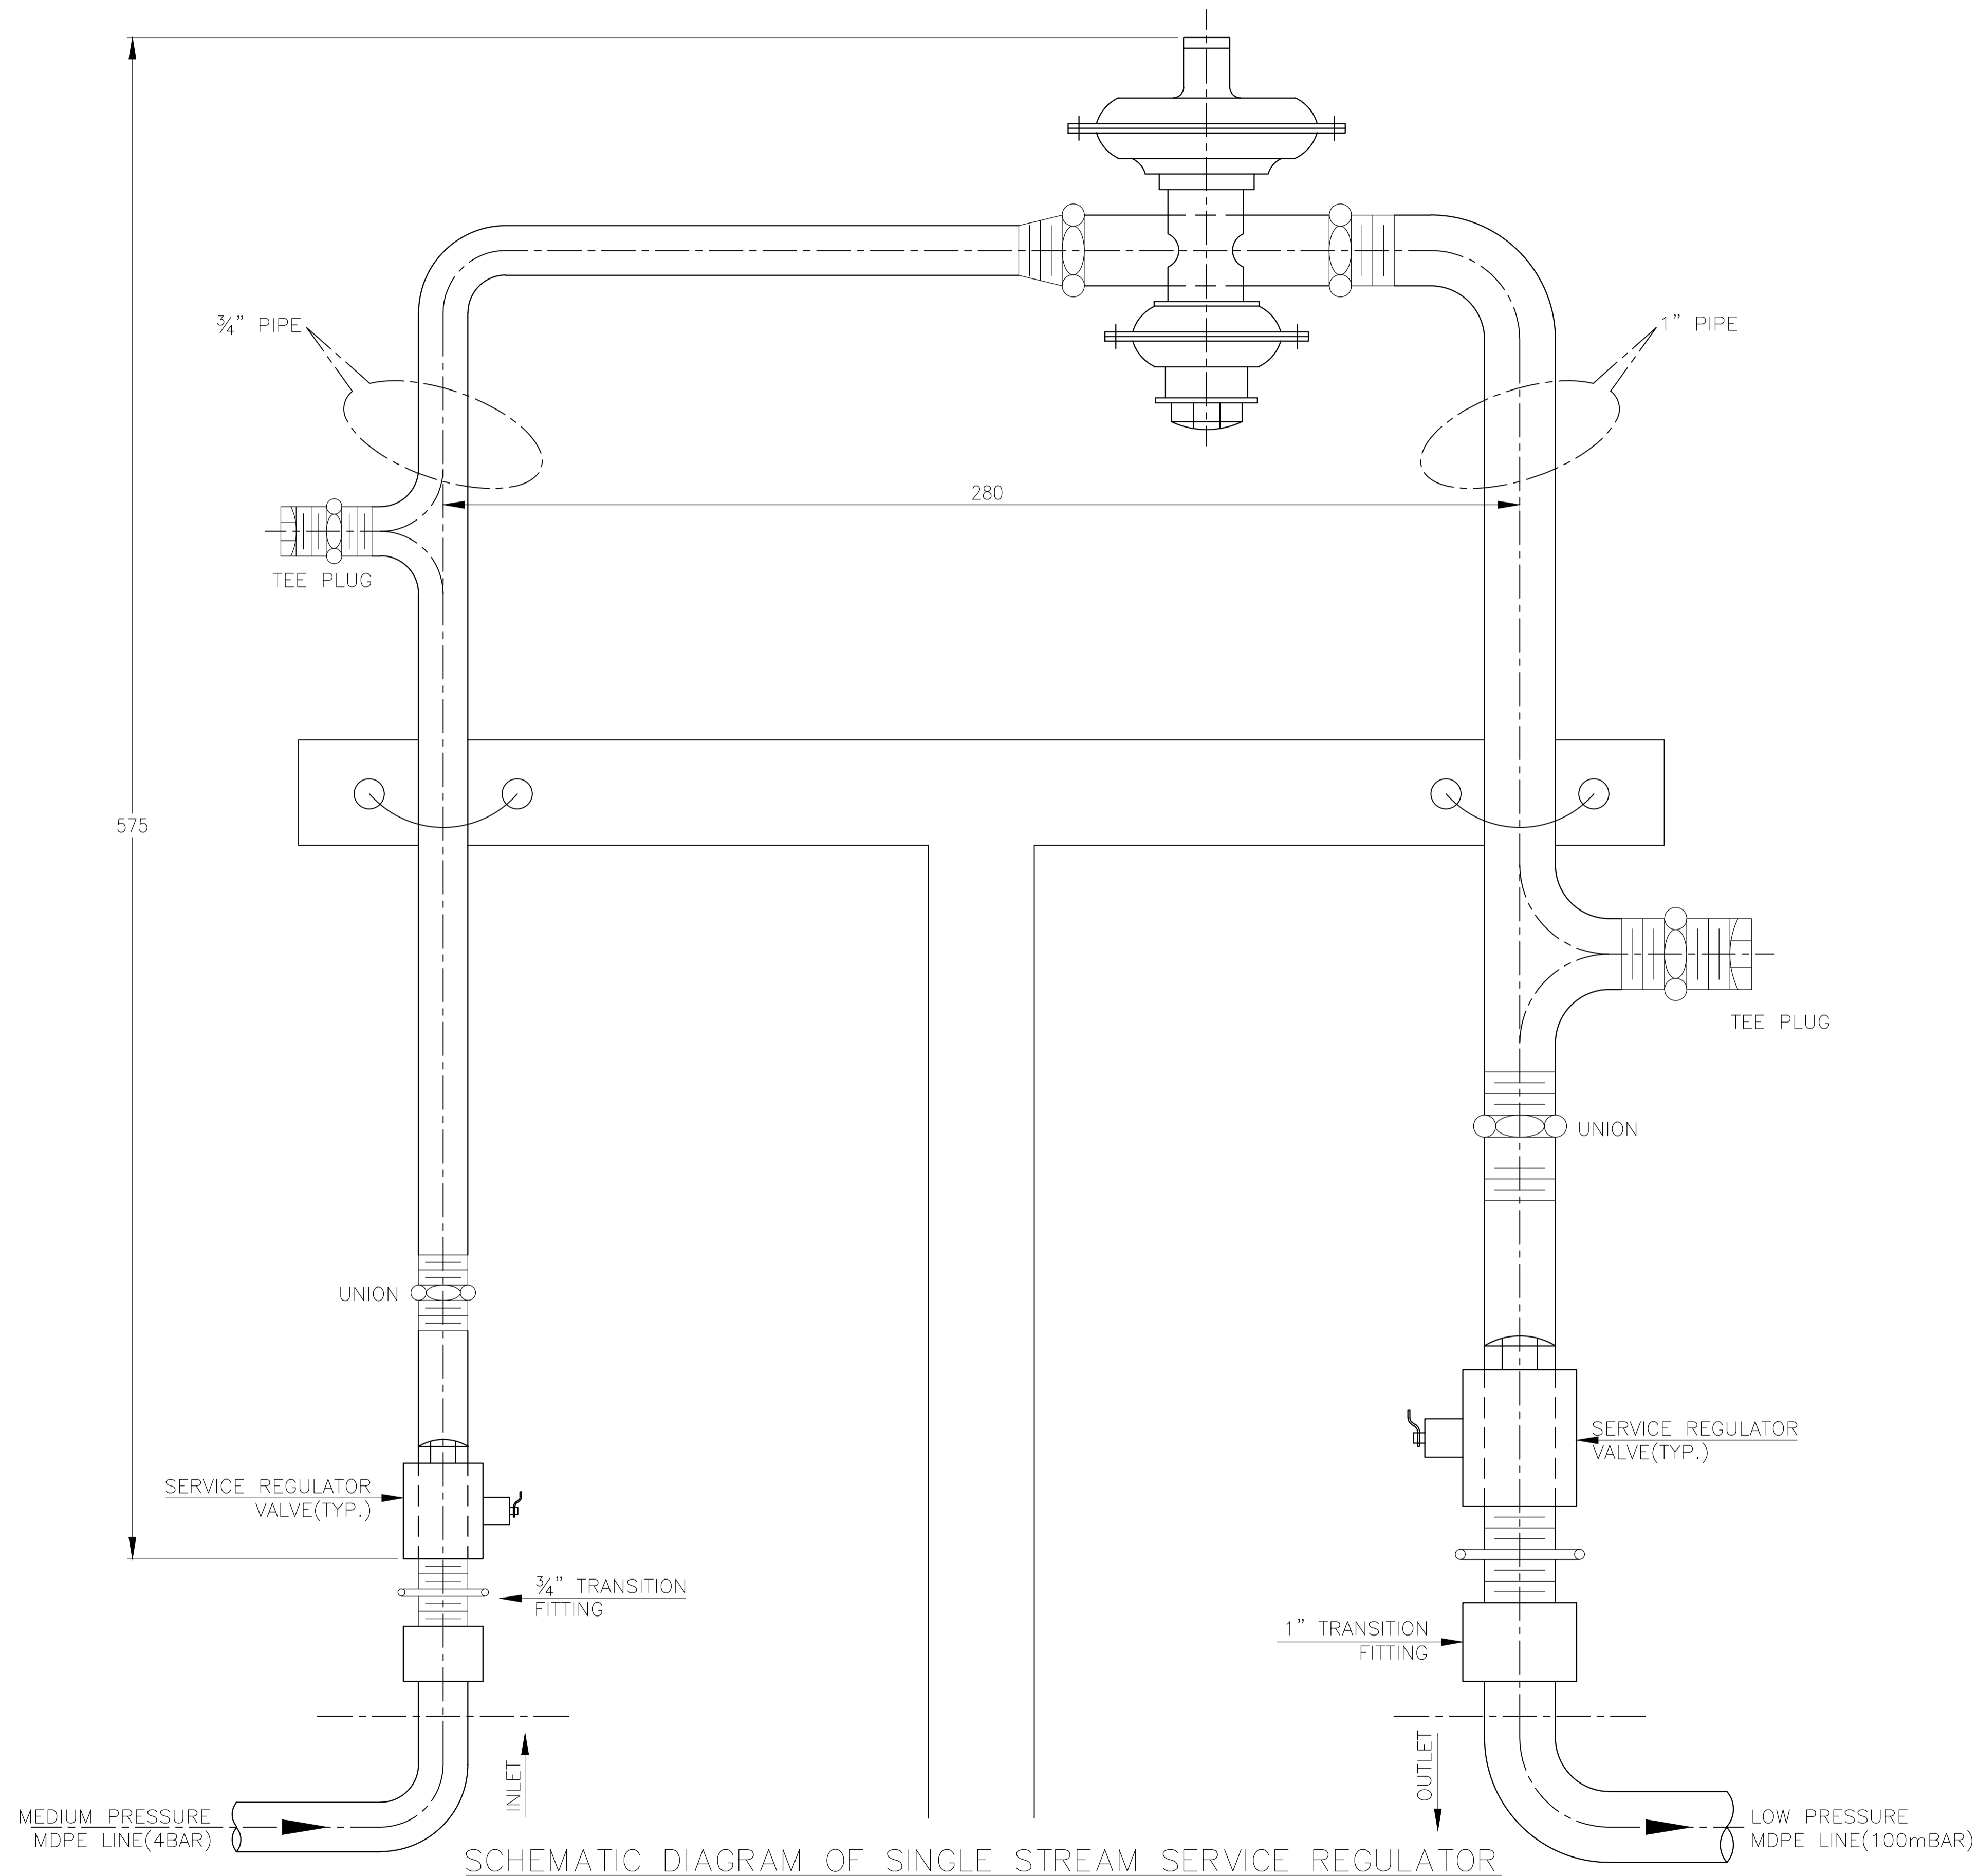 ¾” PIPE
1” PIPE
280
TEE PLUG
575
TEE PLUG
UNION
UNION
SERVICE REGULATOR
VALVE(TYP.)
SERVICE REGULATOR
VALVE(TYP.)
¾” TRANSITION
FITTING
1” TRANSITION
FITTING
INLET
OUTLET
MEDIUM PRESSURE
MDPE LINE(4BAR)
LOW PRESSURE
MDPE LINE(100mBAR)
SCHEMATIC DIAGRAM OF SINGLE STREAM SERVICE REGULATOR